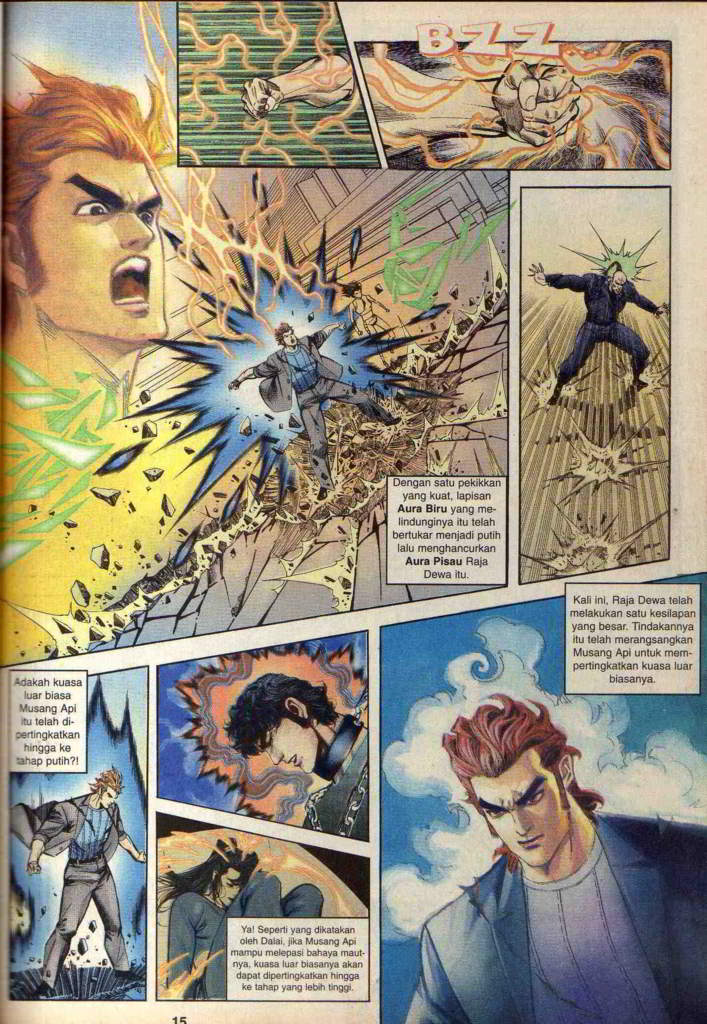 BZZ
Dengan satu pekikkan
yang kuat, lapisan
Aura Biru yang me-
lindunginya itu telah
bertukar menjadi putih
lalu menghancurkan
Aura Pisau Raja
Dewa itu.
Kali ini, Raja Dewa telah
melakukan satu kesilapan
yang besar. Tindakannya
itu telah merangsangkan
Musang Api untuk mem-
pertingkatkan kuasa luar
biasanya.
Adakah kuasa
luar biasa
Musang Api
itu telah di-
pertingkatkan
hingga ke
tahap putih?!
Ya! Seperti yang dikatakan
oleh Dalai, jika Musang Api
mampu melepasi bahaya maut-
nya, kuasa luar biasanya akan
dapat dipertingkatkan hingga
ke tahap yang lebih tinggi.
15